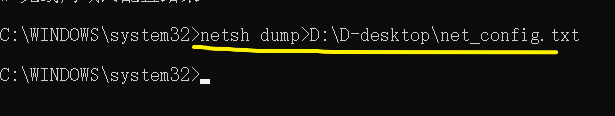 C:\WINDOWS\system32>netsh dump>D:\D-desktop\net_config.txt
C:\WINDOWS\system32>